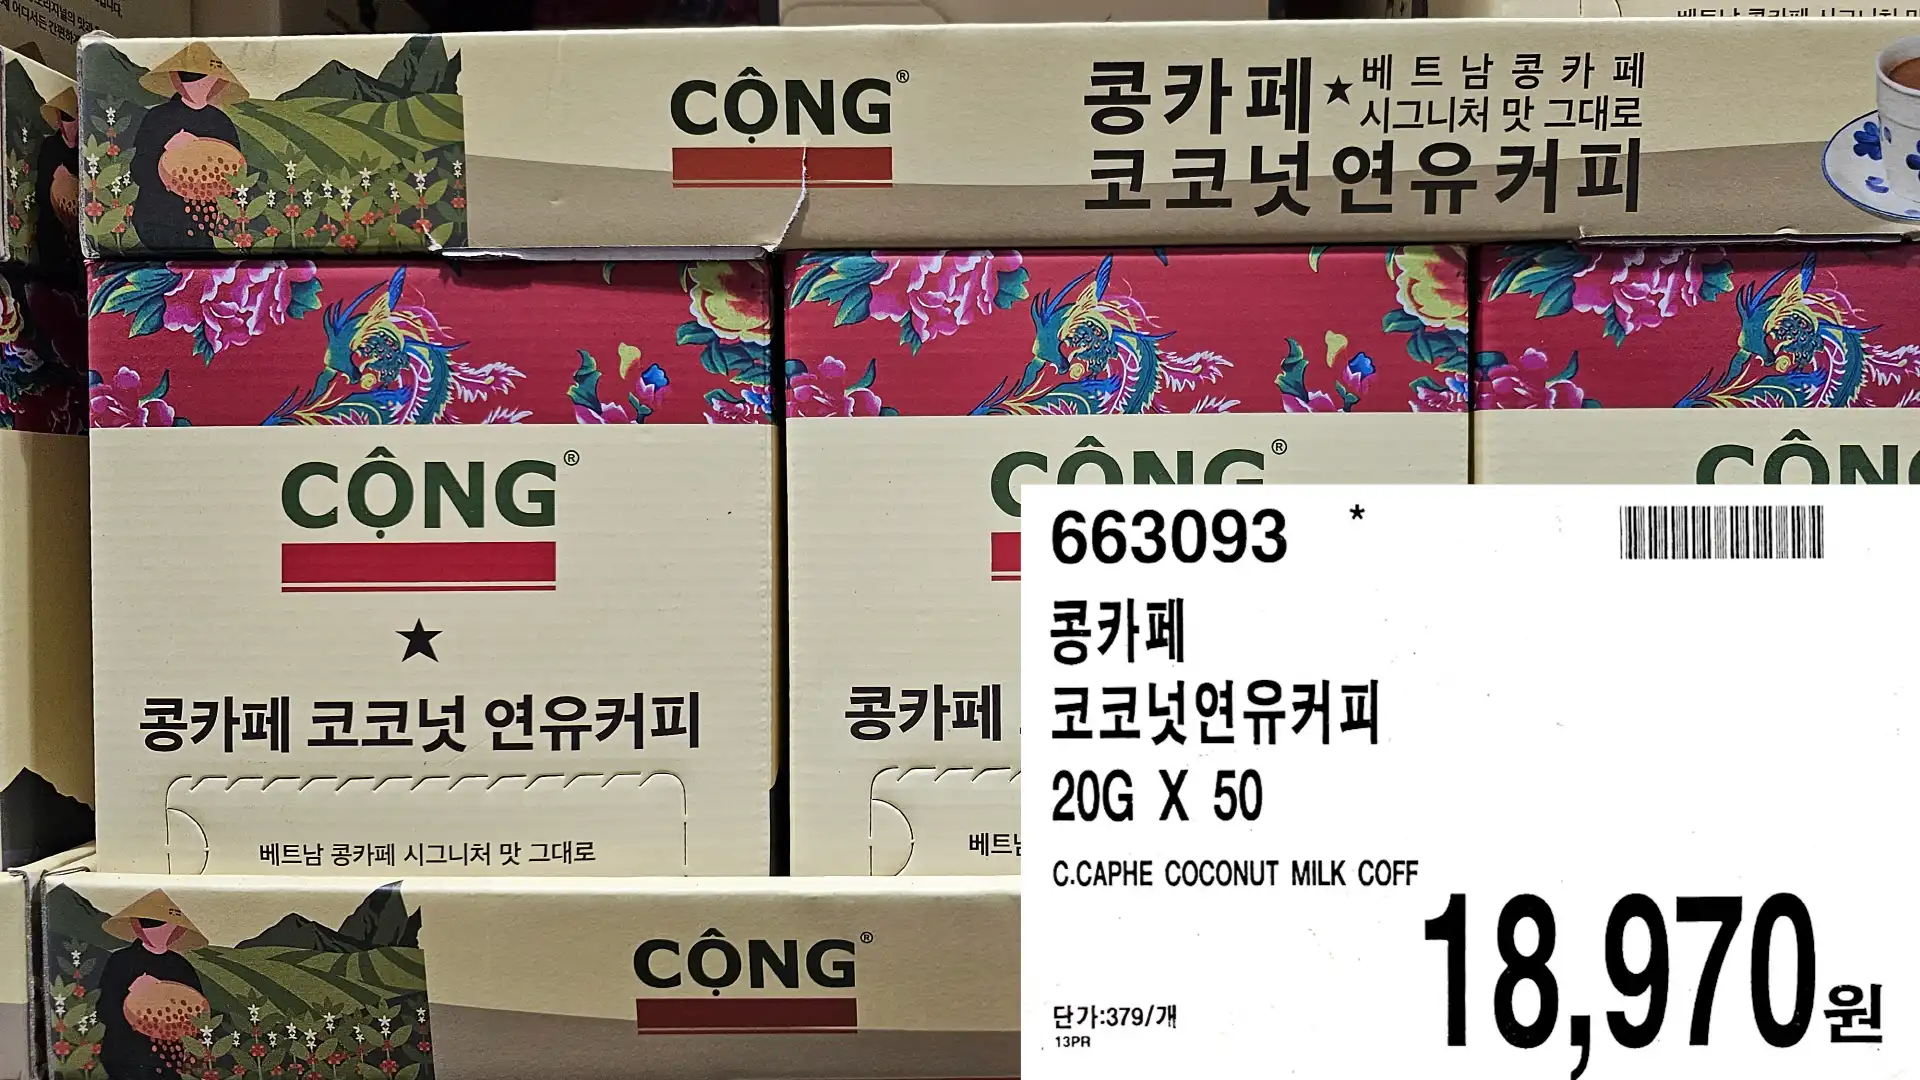 CỘNG®
콩카페★베트남콩카페
시그니처 맛 그대로
코코넛연유커피
CỘNG®
★
콩카페 코코넛 연유커피
베트남 콩카페 시그니처 맛 그대로
CỘNG®
콩카페
베트
CỘNG
663093 *
콩카페
코코넛연유커피
20G X 50
C.CAPHE COCONUT MILK COFF
18,970원
단가:379/개
13PR
CỘNG®